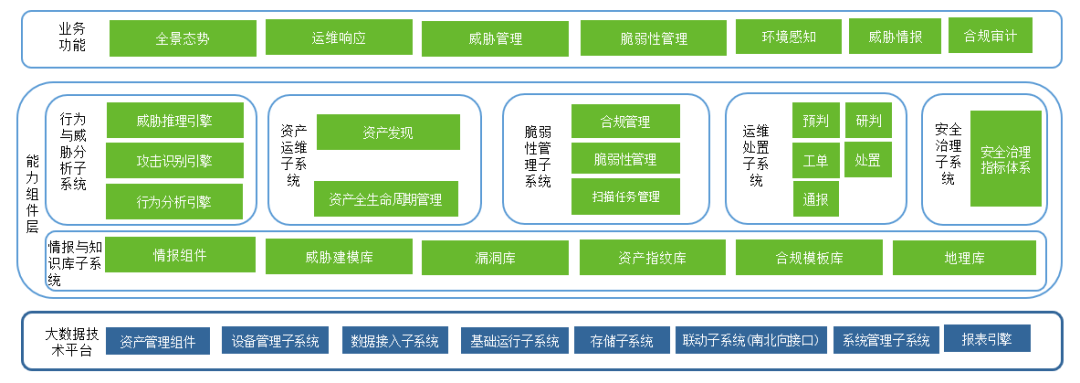 业务
功能
全景态势
运维响应
威胁管理
脆弱性管理
环境感知
威胁情报
合规审计
能
力
组
件
层
行为
与威
胁分
析子
系统
威胁推理引擎
攻击识别引擎
行为分析引擎
资产
运维
子系
统
资产发现
资产全生命周期管理
脆弱
性管
理子
系统
合规管理
脆弱性管理
扫描任务管理
运维
处置
子系
统
预判
研判
工单
处置
通报
安全
治理
子系
统
安全治理
指标体系
情报与知
识库子系
统
情报组件
威胁建模库
漏洞库
资产指纹库
合规模板库
地理库
大数据技
术平台
资产管理组件
设备管理子系统
数据接入子系统
基础运行子系统
存储子系统
联动子系统(南北向接口)
系统管理子系统
报表引擎